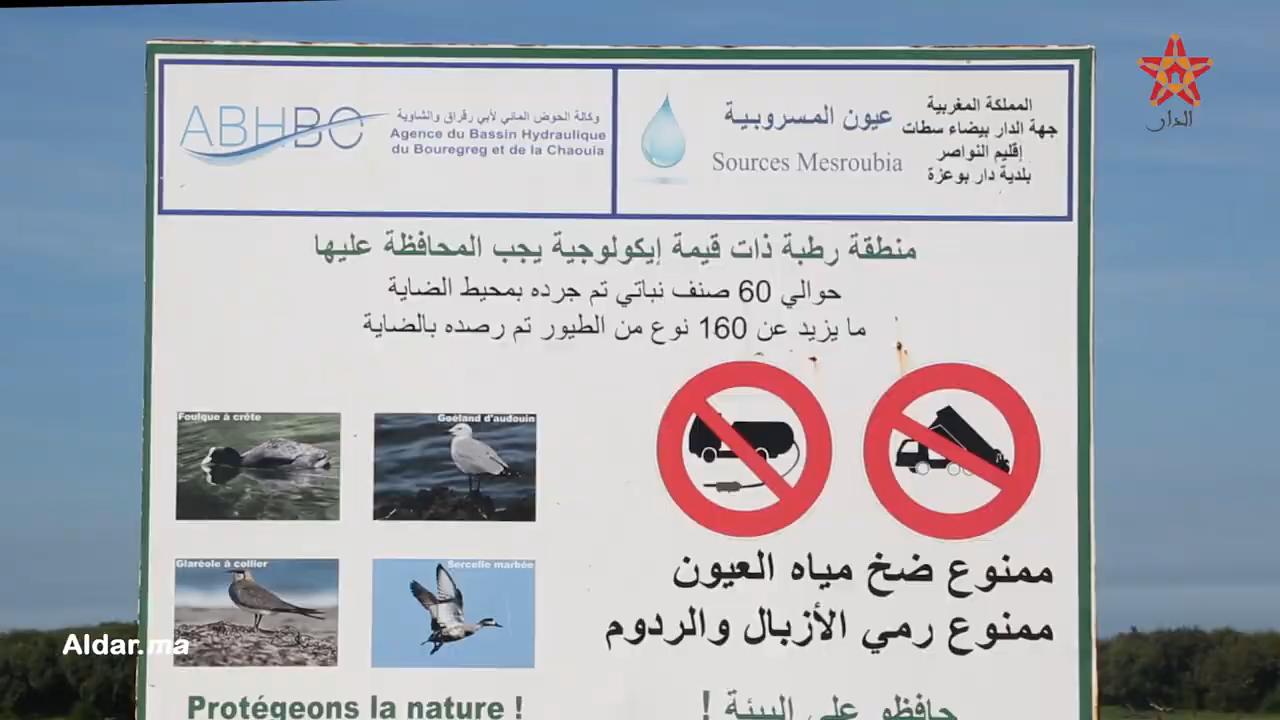 المملكة المغربية
جهة الدار بيضاء سطات
إقليم النواصر
بلدية دار بوعزة
عيون المسروبية
Sources Mesroubia
ABHBC
وكالة الحوض المائي لأبي رقراق والشاوية
Agence du Bassin Hydraulique
du Bouregreg et de la Chaouia
الدار
منطقة رطبة ذات قيمة إيكولوجية يجب المحافظة عليها
حوالي 60 صنف نباتي تم جرده بمحيط الضاية
ما يزيد عن 160 نوع من الطيور تم رصده بالضاية
Foulque à crête
Goéland d'audouin
Glaréole à collier
Sercelle marbée
ممنوع ضخ مياه العيون
ممنوع رمي الأزبال والردوم
Aldar.ma
Protégeons la nature !
حافظو على البيئة !